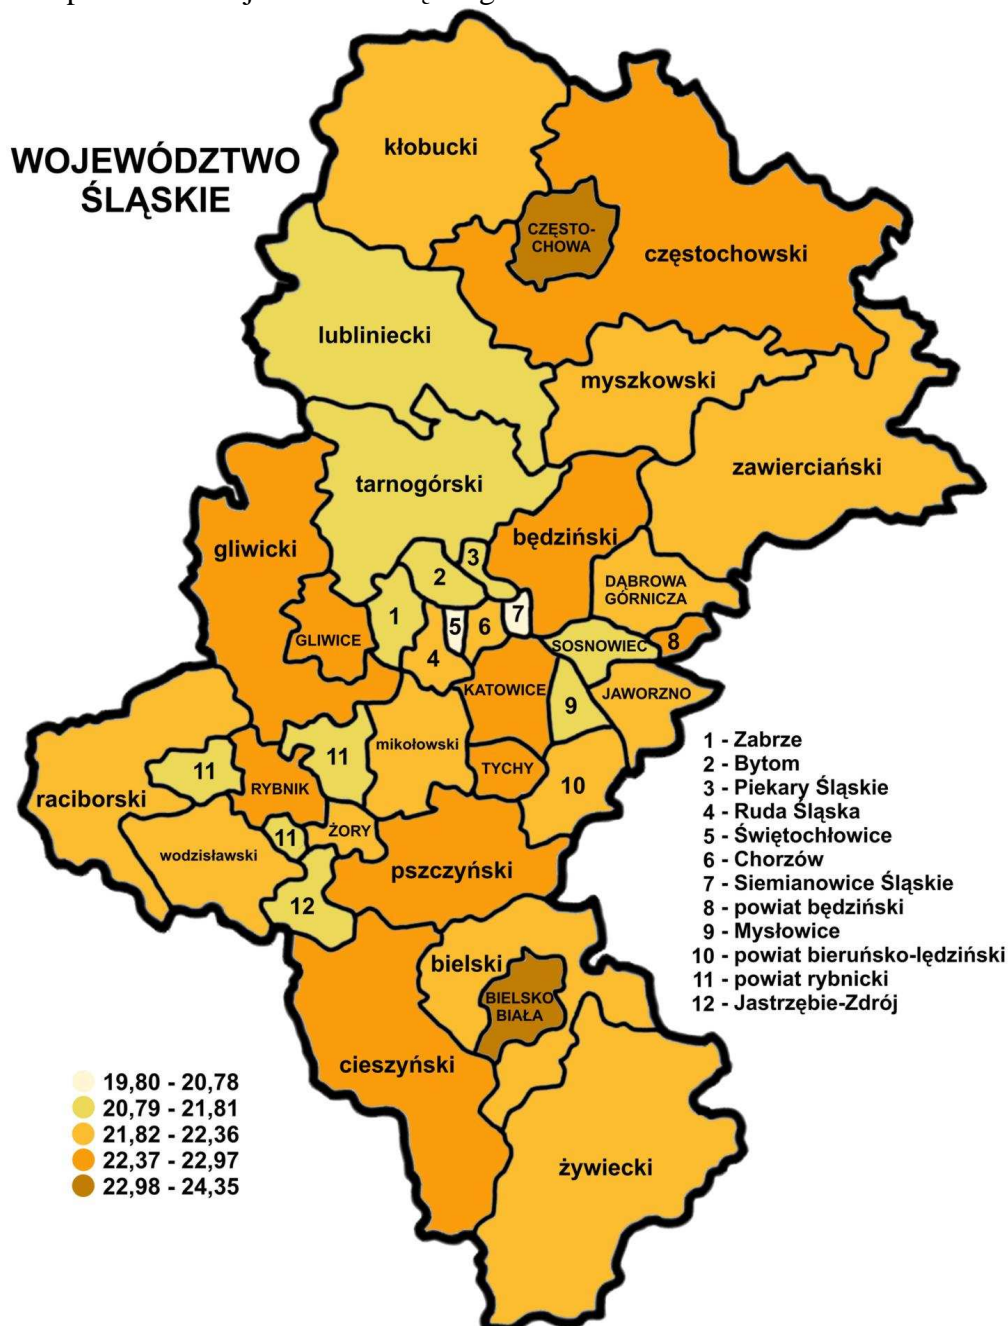 WOJEWÓDZTWO
ŚLĄSKIE
kłobucki
CZĘSTO-
CHOWA
częstochowski
lubliniecki
myszkowski
zawierciański
tarnogórski
będziński
gliwicki
3
2
DĄBROWA
GÓRNICZA
1
7
5
6
GLIWICE
SOSNOWIEC
8
4
KATOWICE
JAWORZNO
9
mikołowski
11
11
TYCHY
10
RYBNIK
raciborski
ŻORY
11
wodzisławski
pszczyński
12
1 - Zabrze
2 - Bytom
3 - Piekary Śląskie
4 - Ruda Śląska
5 - Świętochłowice
6 - Chorzów
7 - Siemianowice Śląskie
8 - powiat będziński
9 - Mysłowice
10 - powiat bieruńsko-lędziński
11 - powiat rybnicki
12 - Jastrzębie-Zdrój
bielski
BIELSKO
BIAŁA
cieszyński
żywiecki
19,80 - 20,78
20,79 - 21,81
21,82 - 22,36
22,37 - 22,97
22,98 - 24,35